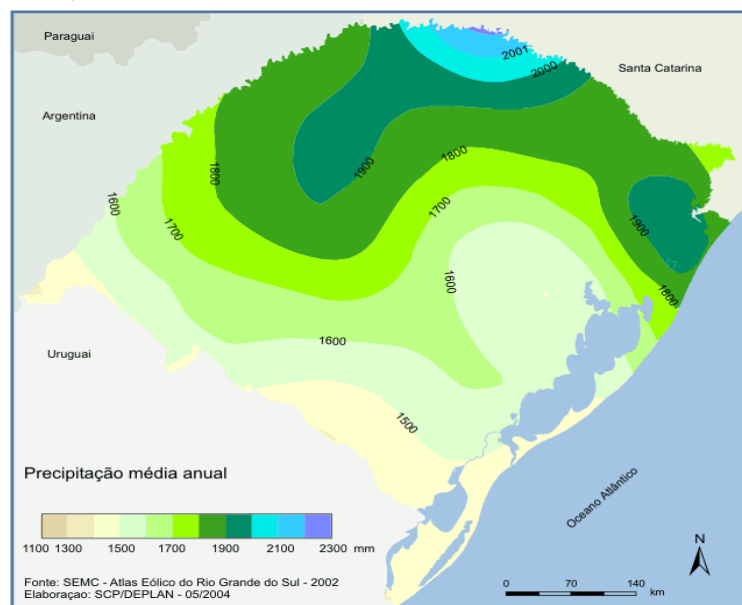 Paraguai
2001
2000
Santa Catarina
Argentina
1800
1800
1900
1700
1600
1700
1900
1600
1800
1600
Uruguai
1500
Precipitação média anual
Oceano Atlântico
1100 1300 1500 1700 1900 2100 2300 mm
N
Fonte: SEMC - Atlas Eólico do Rio Grande do Sul - 2002
Elaboraçao: SCP/DEPLAN - 05/2004
0 70 140 km